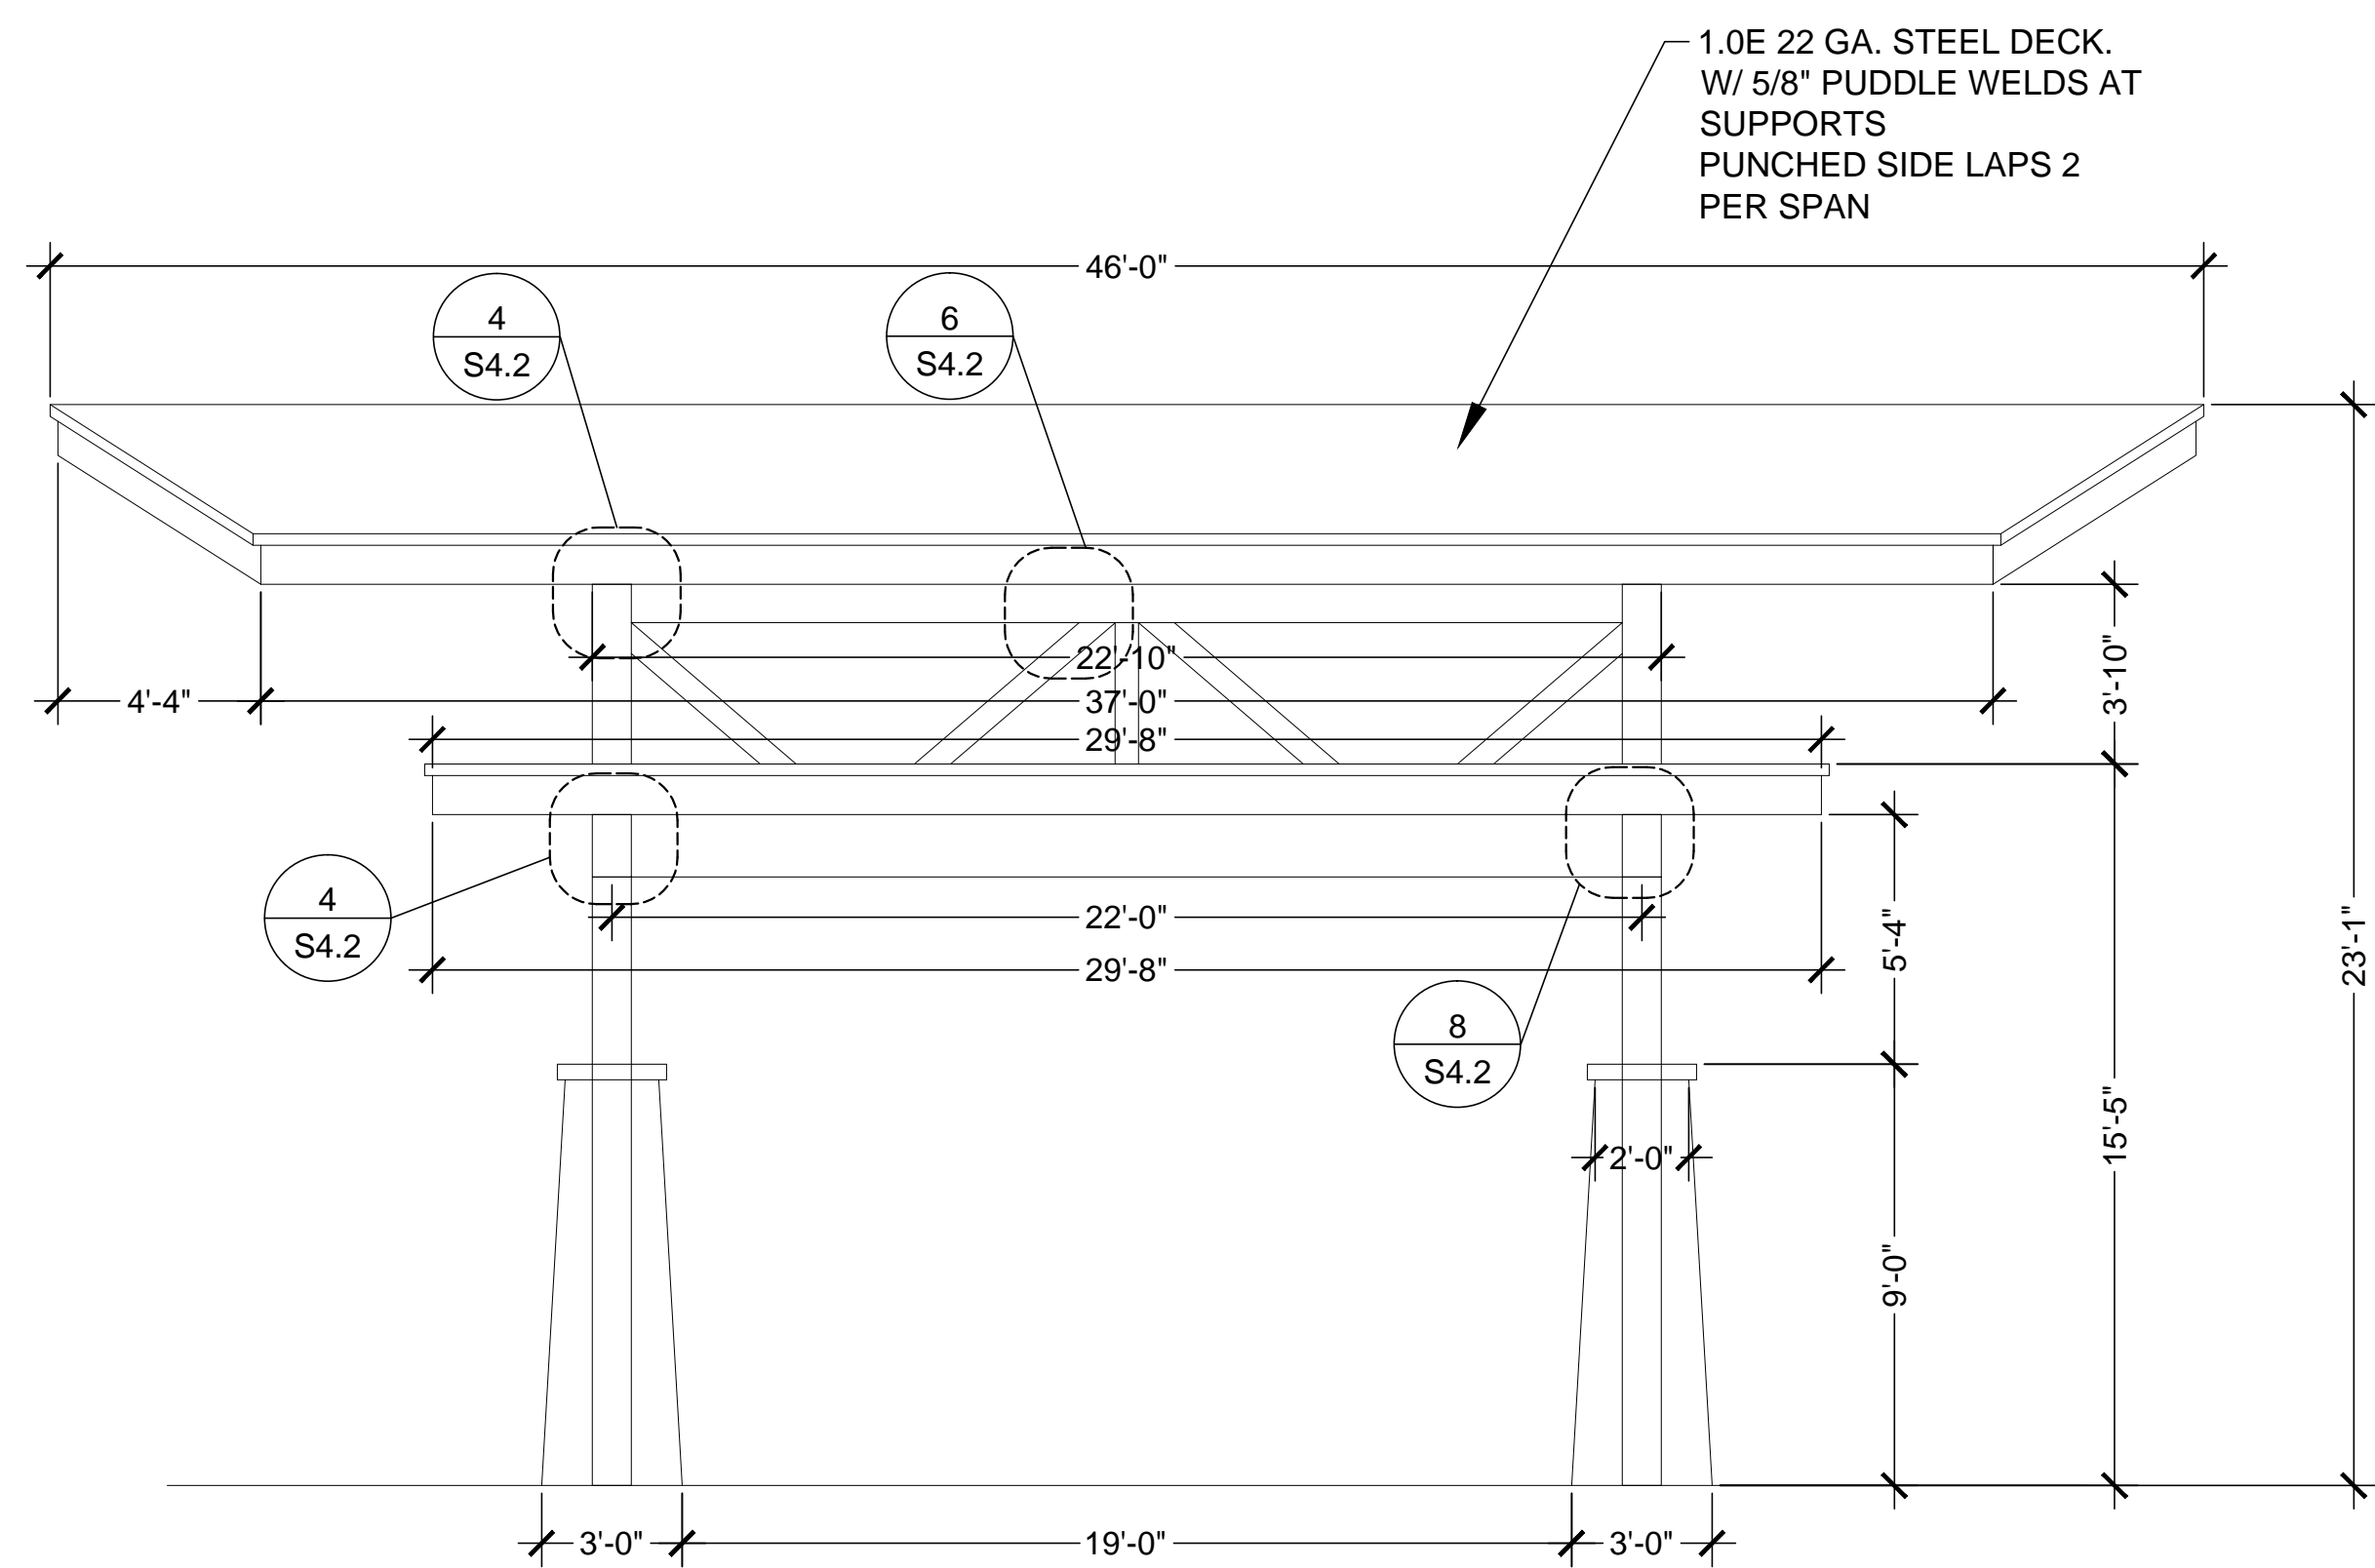 1.0E 22 GA. STEEL DECK.
W/ 5/8" PUDDLE WELDS AT
SUPPORTS
PUNCHED SIDE LAPS 2
PER SPAN
46'-0"
4
S4.2
6
S4.2
22'-10"
4'-4"
37'-0"
29'-8"
3'-10"
4
S4.2
22'-0"
29'-8"
8
S4.2
5'-4"
23'-1"
15'-5"
2'-0"
9'-0"
3'-0"
19'-0"
3'-0"